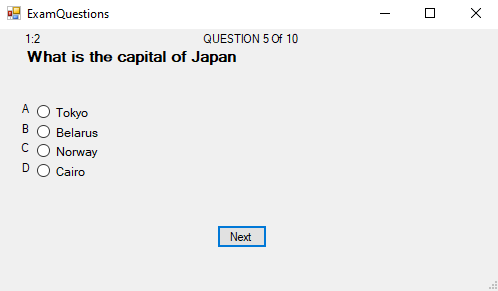 ExamQuestions
1:2 QUESTION 5 Of 10
What is the capital of Japan
A Tokyo
B Belarus
C Norway
D Cairo
Next